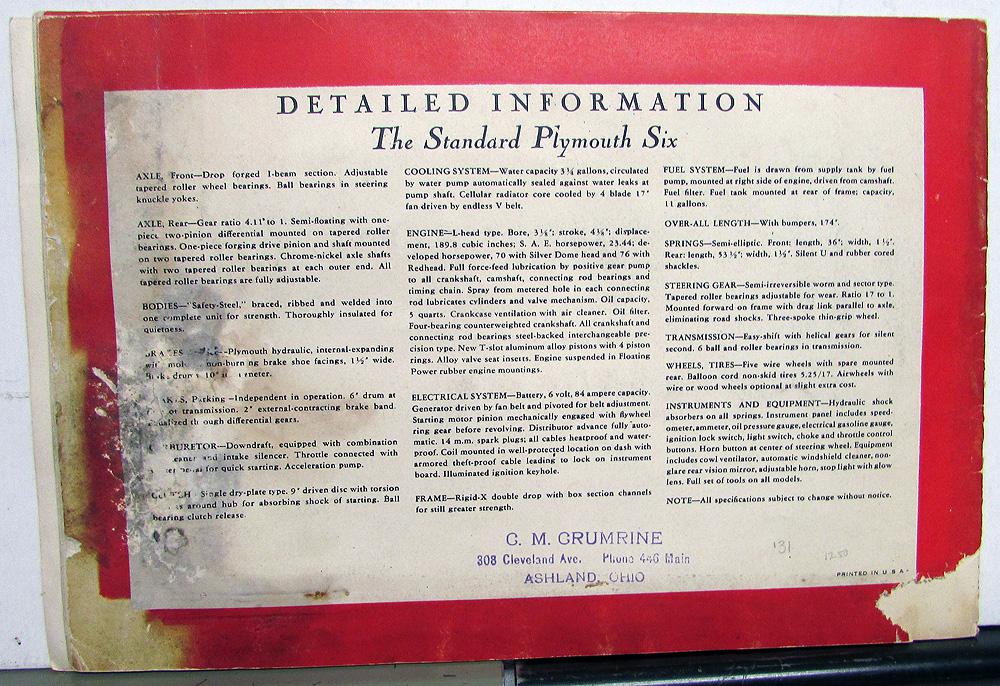 DETAILED INFORMATION
The Standard Plymouth Six
AXLE, Front—Drop forged I-beam section. Adjustable
tapered roller wheel bearings. Ball bearings in steering
knuckle yokes.
AXLE, Rear—Gear ratio 4.11 to 1. Semi-floating with one-
piece two-pinion differential mounted on tapered roller
bearings. One-piece forging drive pinion and shaft mounted
on two tapered roller bearings. Chrome-nickel axle shafts
with two tapered roller bearings at each outer end. All
tapered roller bearings are fully adjustable.
BODIES—"Safety-Steel," braced, ribbed and welded into
one complete unit for strength. Thoroughly insulated for
quietness.
Plymouth hydraulic, internal-expanding
brake shoe facings, 1½" wide.
10"
Parking—Independent in operation. 6" drum at
of transmission. 2" external-contracting brake band.
through differential gears.
Downdraft, equipped with combination
and intake silencer. Throttle connected with
for quick starting. Acceleration pump.
Single dry-plate type. 9" driven disc with torsion
around hub for absorbing shock of starting. Ball
bearing clutch release.
COOLING SYSTEM—Water capacity 3¼ gallons, circulated
by water pump automatically sealed against water leaks at
pump shaft. Cellular radiator core cooled by 4 blade 17"
fan driven by endless V belt.
ENGINE—L-head type. Bore, 3⅛"; stroke, 4⅛"; displace-
ment, 189.8 cubic inches; S. A. E. horsepower, 23.44; de-
veloped horsepower, 70 with Silver Dome head and 76 with
Redhead. Full force-feed lubrication by positive gear pump
to all crankshaft, camshaft, connecting rod bearings and
timing chain. Spray from metered hole in each connecting
rod lubricates cylinders and valve mechanism. Oil capacity,
5 quarts. Crankcase ventilation with air cleaner. Oil filter.
Four-bearing counterweighted crankshaft. All crankshaft and
connecting rod bearings steel-backed interchangeable pre-
cision type. New T-slot aluminum alloy pistons with 4 piston
rings. Alloy valve seat inserts. Engine suspended in Floating
Power rubber engine mountings.
ELECTRICAL SYSTEM—Battery, 6 volt, 84 ampere capacity.
Generator driven by fan belt and pivoted for belt adjustment.
Starting motor pinion mechanically engaged with flywheel
ring gear before revolving. Distributor advance fully auto-
matic. 14 m.m. spark plugs; all cables heatproof and water-
proof. Coil mounted in well-protected location on dash with
armored theft-proof cable leading to lock on instrument
board. Illuminated ignition keyhole.
FRAME—Rigid-X double drop with box section channels
for still greater strength.
FUEL SYSTEM—Fuel is drawn from supply tank by fuel
pump, mounted at right side of engine, driven from camshaft.
Fuel filter. Fuel tank mounted at rear of frame; capacity,
11 gallons.
OVER-ALL LENGTH—With bumpers, 174".
SPRINGS—Semi-elliptic. Front: length, 36"; width, 1½".
Rear: length, 53½"; width, 1½". Silent U and rubber cored
shackles.
STEERING GEAR—Semi-irreversible worm and sector type.
Tapered roller bearings adjustable for wear. Ratio 17 to 1.
Mounted forward on frame with drag link parallel to axle,
eliminating road shocks. Three-spoke thin-grip wheel.
TRANSMISSION—Easy-shift with helical gears for silent
second. 6 ball and roller bearings in transmission.
WHEELS, TIRES—Five wire wheels with spare mounted
rear. Balloon cord non-skid tires 5.25/17. Airwheels with
wire or wood wheels optional at slight extra cost.
INSTRUMENTS AND EQUIPMENT—Hydraulic shock
absorbers on all springs. Instrument panel includes speed-
ometer, ammeter, oil pressure gauge, electrical gasoline gauge,
ignition lock switch, light switch, choke and throttle control
buttons. Horn button at center of steering wheel. Equipment
includes cowl ventilator, automatic windshield cleaner, non-
glare rear vision mirror, adjustable horn, stop light with glow
lens. Full set of tools on all models.
NOTE—All specifications subject to change without notice.
C. M. CRUMRINE
308 Cleveland Ave. Phone 446 Main
ASHLAND, OHIO
'31
12.50
PRINTED IN U S A